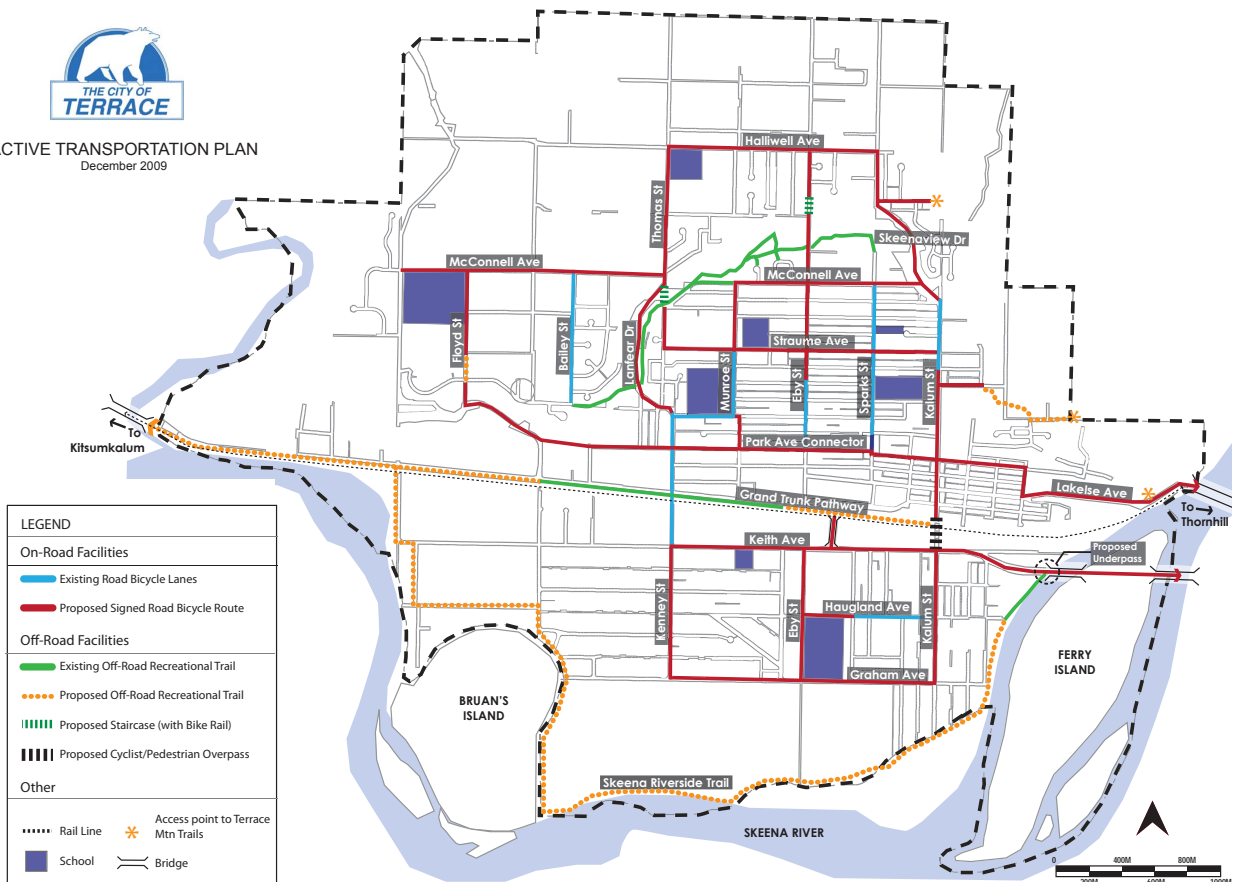 THE CITY OF
TERRACE
ACTIVE TRANSPORTATION PLAN
December 2009
Halliwell Ave
Thomas St
Skeenaview Dr
McConnell Ave
McConnell Ave
Floyd St
Bailey St
Lanfear Dr
Straume Ave
Munroe St
Eby St
Sparks St
Kalum St
To
Kitsumkalum
Park Ave Connector
Lakelse Ave
To
Thornhill
Grand Trunk Pathway
Keith Ave
Proposed
Underpass
Kenney St
Eby St
Haugland Ave
Kalum St
Graham Ave
FERRY
ISLAND
BRUAN'S
ISLAND
Skeena Riverside Trail
SKEENA RIVER
LEGEND
On-Road Facilities
Existing Road Bicycle Lanes
Proposed Signed Road Bicycle Route
Off-Road Facilities
Existing Off-Road Recreational Trail
Proposed Off-Road Recreational Trail
Proposed Staircase (with Bike Rail)
Proposed Cyclist/Pedestrian Overpass
Other
Rail Line
Access point to Terrace
Mtn Trails
School
Bridge
0 400M 800M
200M 600M 1000M